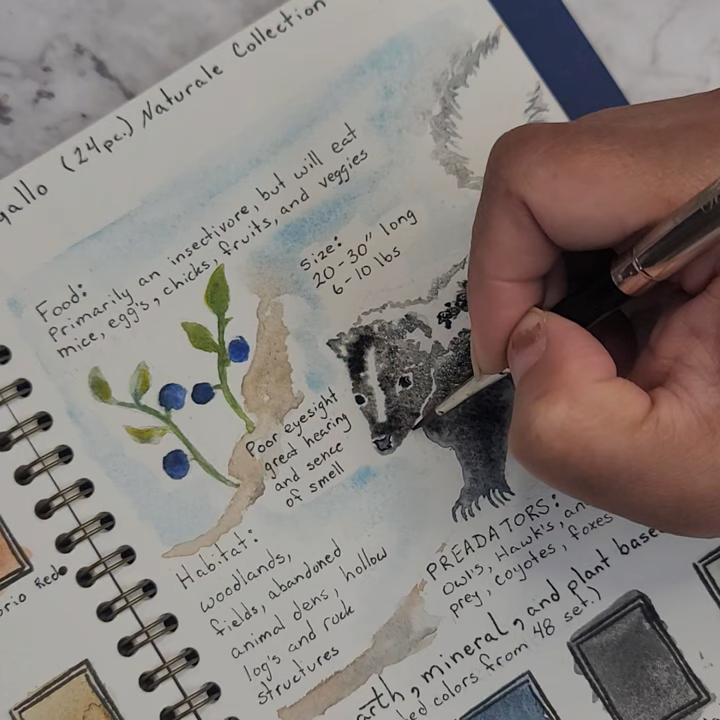 gallo (24pc.) Naturale Collection
Food:
Primarily an insectivore, but will eat
mice, egg's, chicks, fruits, and veggies
Size:
20-30" long
6-10 lbs
Poor eyesight
great hearing
and sence
of smell
Habitat:
woodlands,
fields, abandoned
animal dens, hollow
log's and rock
structures
PREADATORS:
Owl's, Hawk's, an
prey, coyotes, foxes
arth, mineral, and plant base
ed colors from 48 set.)
orio Red